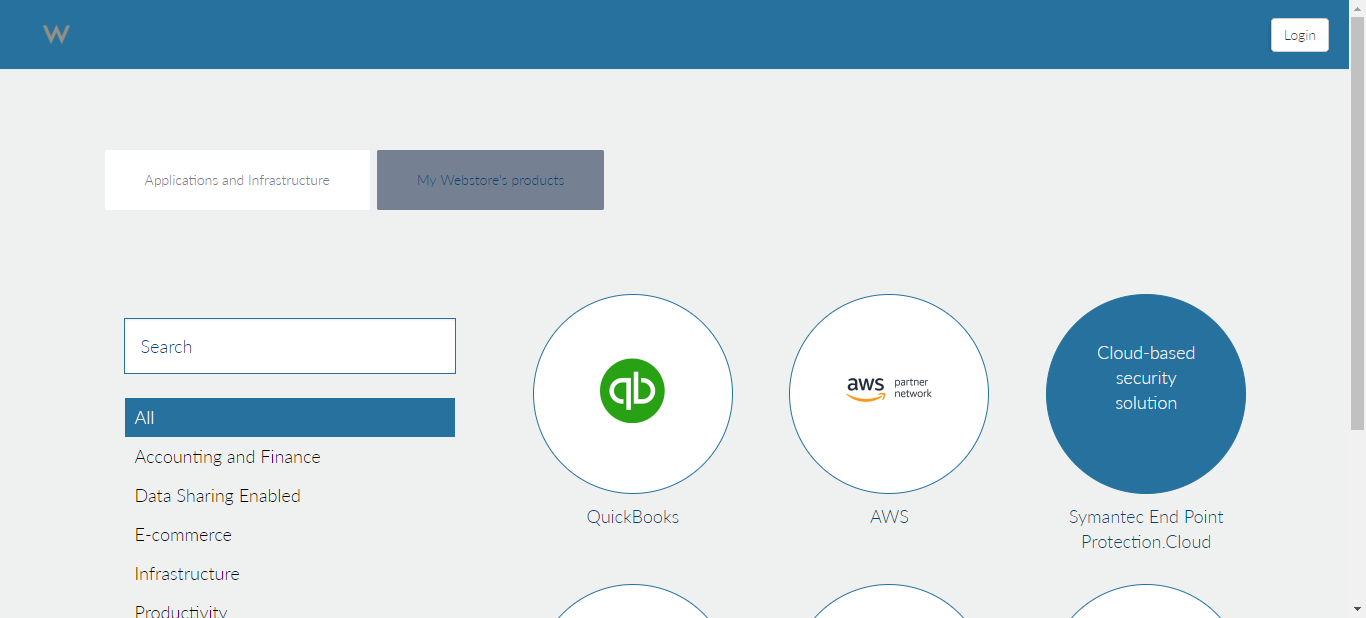 W
Login
Applications and Infrastructure
My Webstore's products
Search
All
Accounting and Finance
Data Sharing Enabled
E-commerce
Infrastructure
Productivity
qb
QuickBooks
aws partner
network
AWS
Cloud-based
security
solution
Symantec End Point
Protection.Cloud